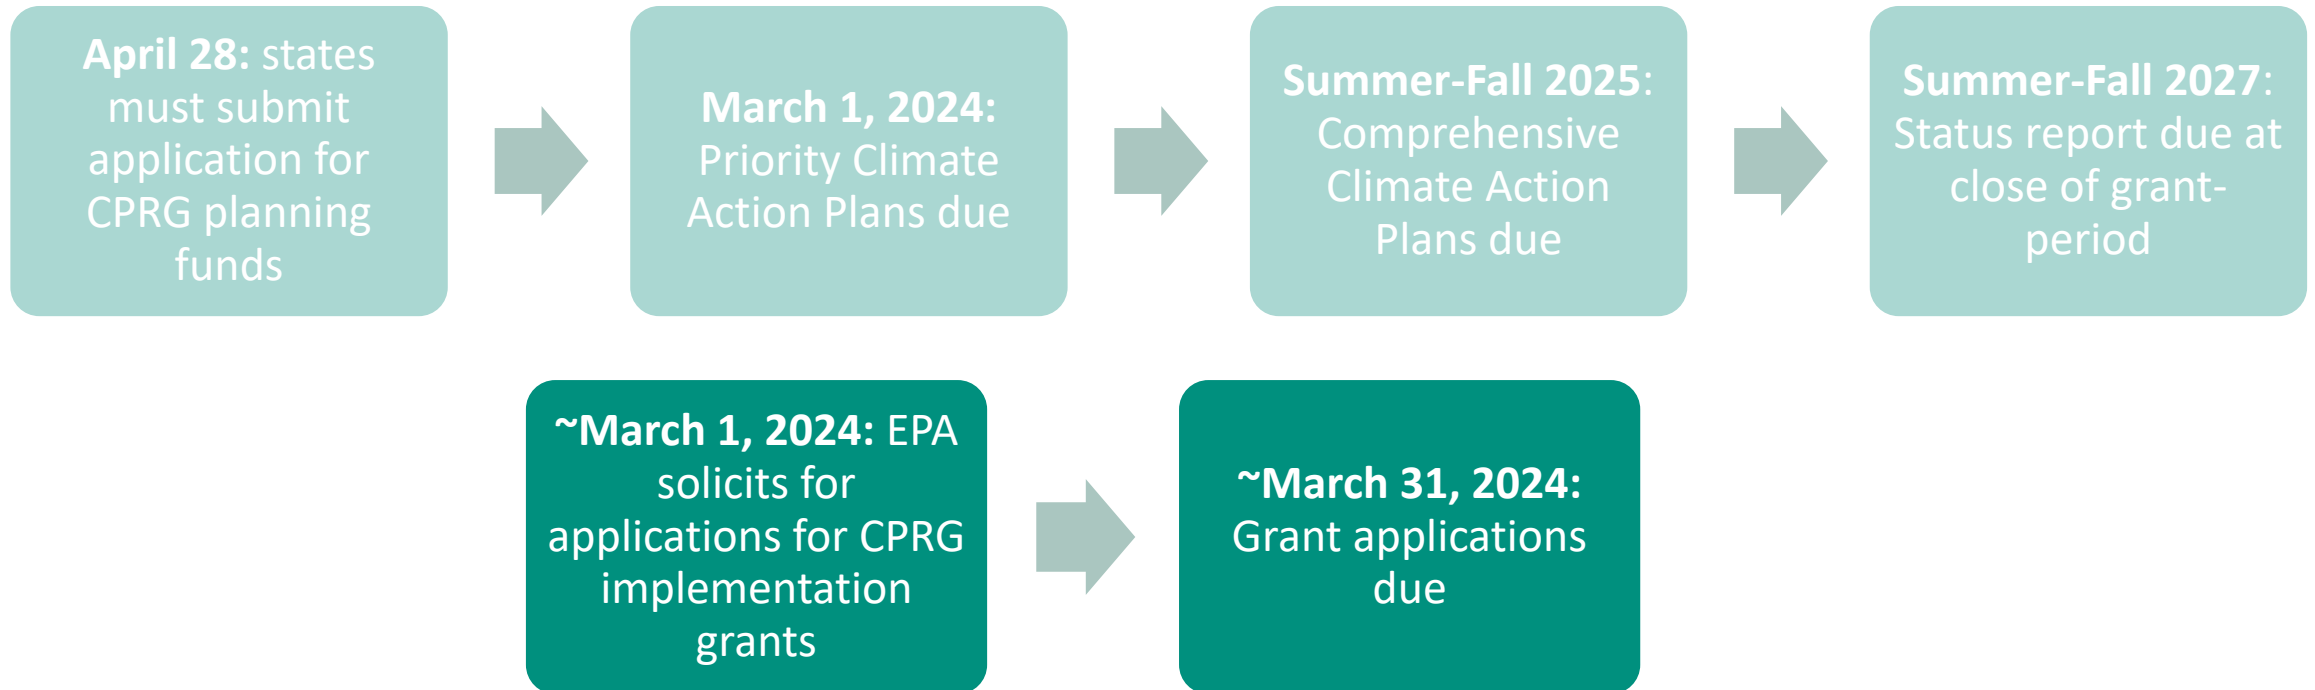 April 28: states
must submit
application for
CPRG planning
funds
March 1, 2024:
Priority Climate
Action Plans due
Summer-Fall 2025:
Comprehensive
Climate Action
Plans due
Summer-Fall 2027:
Status report due at
close of grant-
period
~March 1, 2024: EPA
solicits for
applications for CPRG
implementation
grants
~March 31, 2024:
Grant applications
due